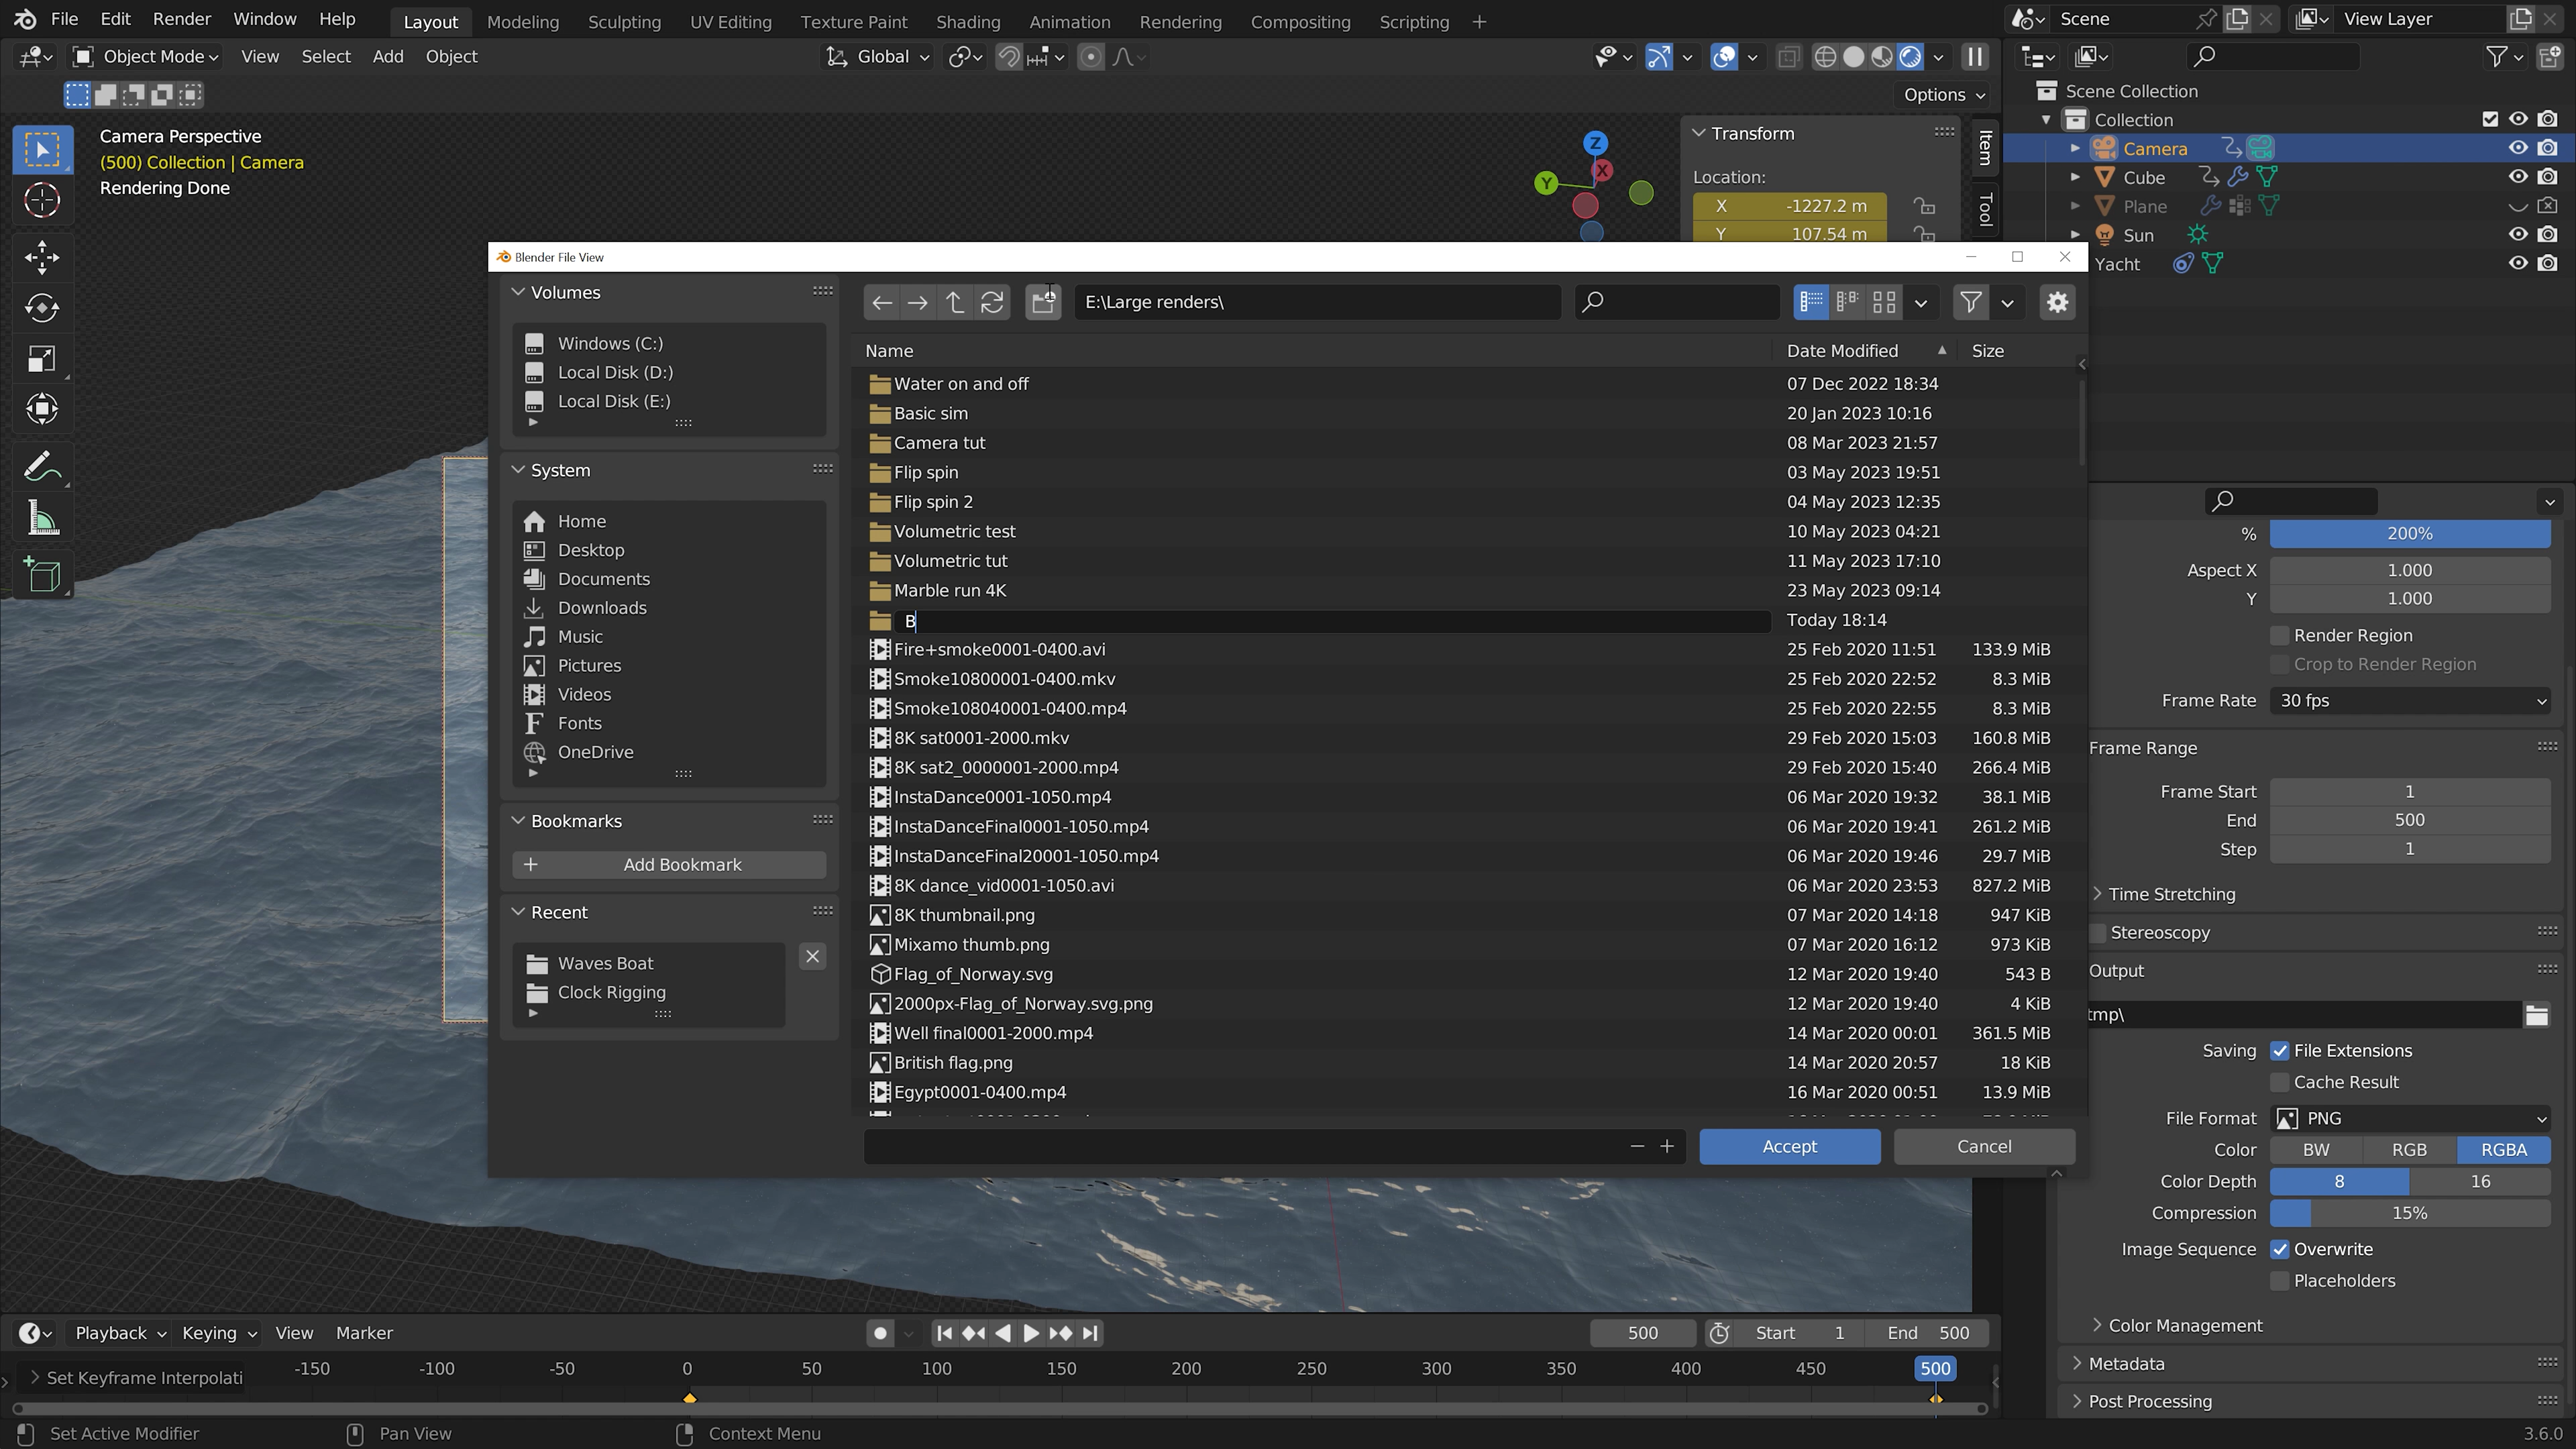 File Edit Render Window Help Layout Modeling Sculpting UV Editing Texture Paint Shading Animation Rendering Compositing Scripting + Scene View Layer
Object Mode View Select Add Object Global
Options
Camera Perspective
(500) Collection | Camera
Rendering Done
Z
X
Y
Transform
Location:
X -1227.2 m
Y 107.54 m
Item
Tool
Scene Collection
Collection
Camera
Cube
Plane
Sun
Yacht
Blender File View
Volumes
Windows (C:)
Local Disk (D:)
Local Disk (E:)
System
Home
Desktop
Documents
Downloads
Music
Pictures
Videos
Fonts
OneDrive
Bookmarks
Add Bookmark
Recent
Waves Boat
Clock Rigging
E:\Large renders\
Name Date Modified Size
Water on and off 07 Dec 2022 18:34
Basic sim 20 Jan 2023 10:16
Camera tut 08 Mar 2023 21:57
Flip spin 03 May 2023 19:51
Flip spin 2 04 May 2023 12:35
Volumetric test 10 May 2023 04:21
Volumetric tut 11 May 2023 17:10
Marble run 4K 23 May 2023 09:14
B Today 18:14
Fire+smoke0001-0400.avi 25 Feb 2020 11:51 133.9 MiB
Smoke10800001-0400.mkv 25 Feb 2020 22:52 8.3 MiB
Smoke108040001-0400.mp4 25 Feb 2020 22:55 8.3 MiB
8K sat0001-2000.mkv 29 Feb 2020 15:03 160.8 MiB
8K sat2_0000001-2000.mp4 29 Feb 2020 15:40 266.4 MiB
InstaDance0001-1050.mp4 06 Mar 2020 19:32 38.1 MiB
InstaDanceFinal0001-1050.mp4 06 Mar 2020 19:41 261.2 MiB
InstaDanceFinal20001-1050.mp4 06 Mar 2020 19:46 29.7 MiB
8K dance_vid0001-1050.avi 06 Mar 2020 23:53 827.2 MiB
8K thumbnail.png 07 Mar 2020 14:18 947 KiB
Mixamo thumb.png 07 Mar 2020 16:12 973 KiB
Flag_of_Norway.svg 12 Mar 2020 19:40 543 B
2000px-Flag_of_Norway.svg.png 12 Mar 2020 19:40 4 KiB
Well final0001-2000.mp4 14 Mar 2020 00:01 361.5 MiB
British flag.png 14 Mar 2020 20:57 18 KiB
Egypt0001-0400.mp4 16 Mar 2020 00:51 13.9 MiB
Accept Cancel
% 200%
Aspect X 1.000
Y 1.000
Render Region
Crop to Render Region
Frame Rate 30 fps
Frame Range
Frame Start 1
End 500
Step 1
Time Stretching
Stereoscopy
Output
tmp\
Saving File Extensions
Cache Result
File Format PNG
Color BW RGB RGBA
Color Depth 8 16
Compression 15%
Image Sequence Overwrite
Placeholders
Color Management
Metadata
Post Processing
Playback Keying View Marker 500 Start 1 End 500
Set Keyframe Interpolati -150 -100 -50 0 50 100 150 200 250 300 350 400 450 500
Set Active Modifier Pan View Context Menu 3.6.0